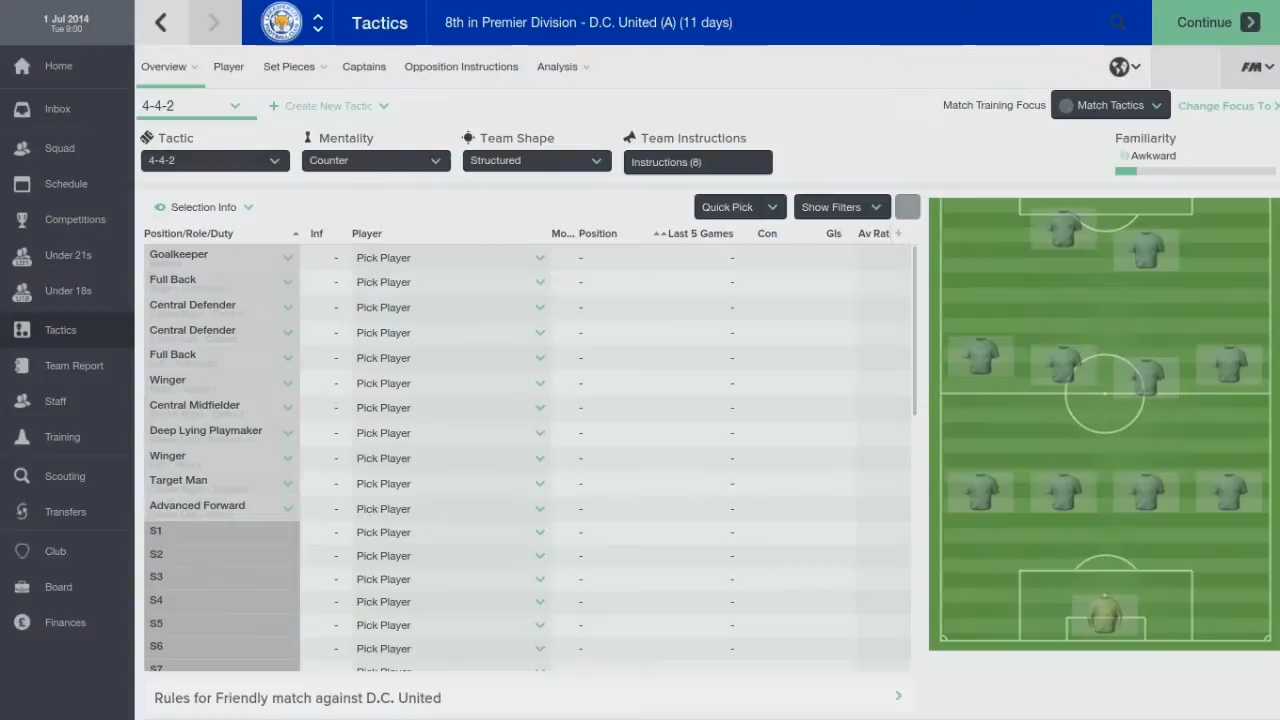 1 Jul 2014
Tue 9:00
Tactics
8th in Premier Division - D.C. United (A) (11 days)
Continue
Home
Inbox
Squad
Schedule
Competitions
Under 21s
Under 18s
Tactics
Team Report
Staff
Training
Scouting
Transfers
Club
Board
Finances
Overview Player Set Pieces Captains Opposition Instructions Analysis
FM
4-4-2
Create New Tactic
Match Training Focus Match Tactics Change Focus To
Tactic Mentality Team Shape Team Instructions
4-4-2 Counter Structured Instructions (8)
Familiarity
Awkward
Selection Info Quick Pick Show Filters
Position/Role/Duty Inf Player Mo... Position Last 5 Games Con Gls Av Rat
Goalkeeper - Pick Player - -
Full Back - Pick Player - -
Central Defender - Pick Player - -
Central Defender - Pick Player - -
Full Back - Pick Player - -
Winger - Pick Player - -
Central Midfielder - Pick Player - -
Deep Lying Playmaker - Pick Player - -
Winger - Pick Player - -
Target Man - Pick Player - -
Advanced Forward - Pick Player - -
S1 - Pick Player - -
S2 - Pick Player - -
S3 - Pick Player - -
S4 - Pick Player - -
S5 - Pick Player - -
S6 - Pick Player - -
S7 - Pick Player - -
Rules for Friendly match against D.C. United